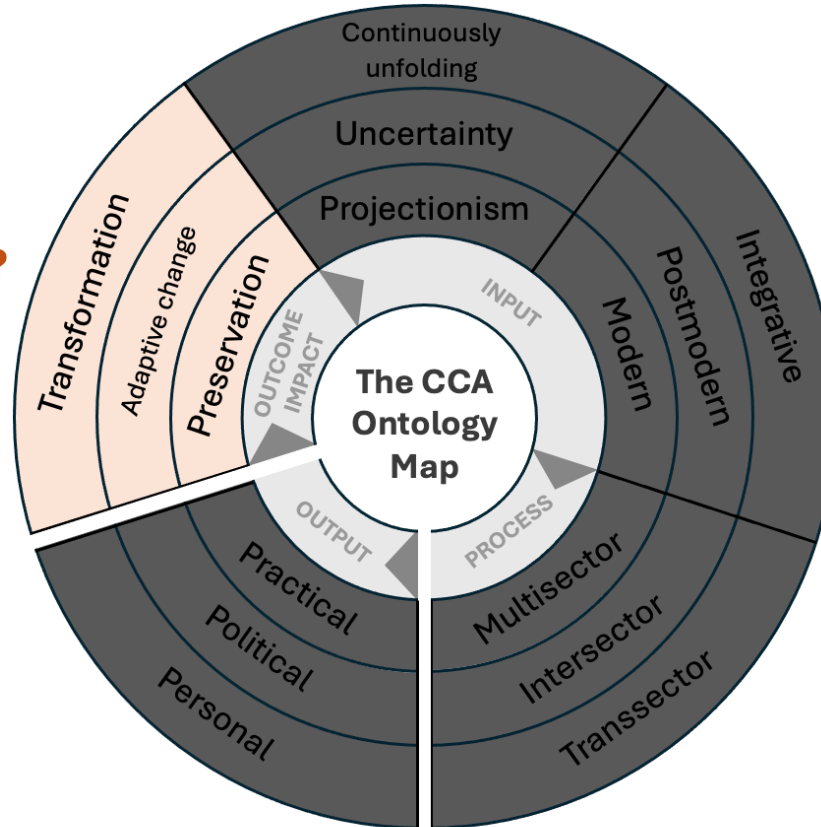 Continuously
unfolding
Uncertainty
Projectionism
Integrative
Postmodern
Modern
INPUT
Transformation
Adaptive change
Preservation
OUTCOME
IMPACT
The CCA
Ontology
Map
PROCESS
Multisector
Intersector
Transsector
OUTPUT
Practical
Political
Personal